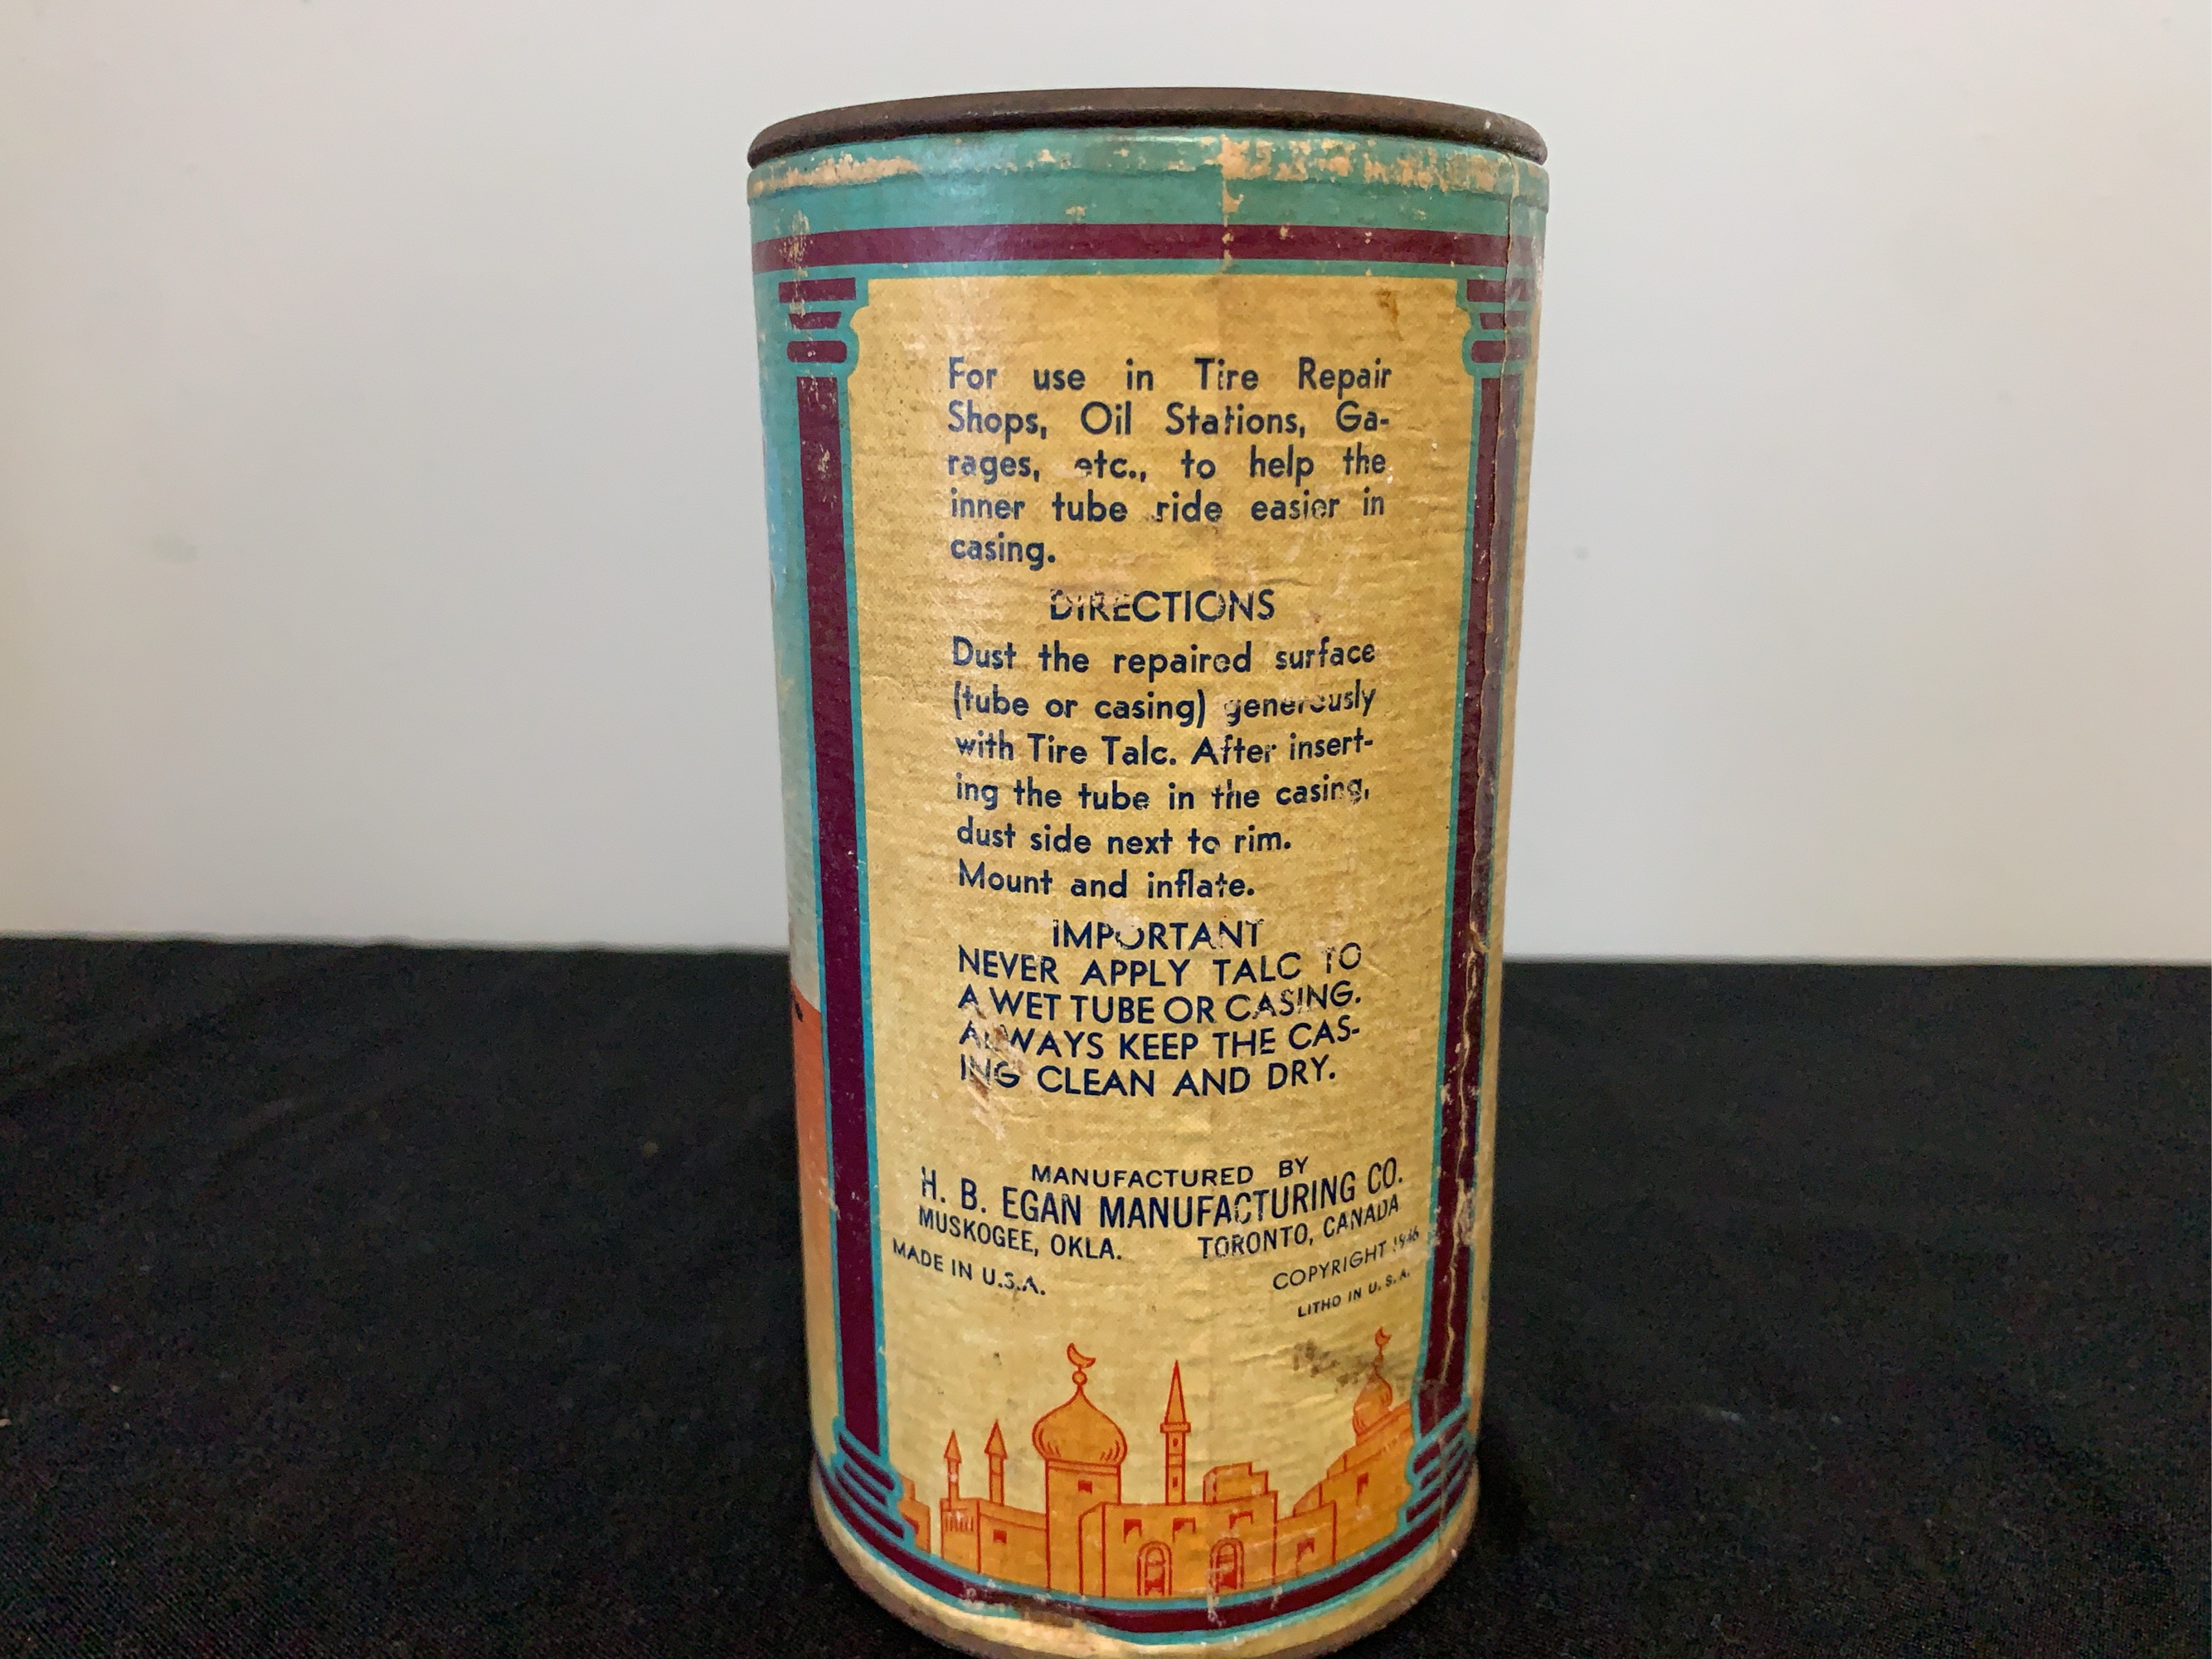 For use in Tire Repair
Shops, Oil Stations, Ga-
rages, etc., to help the
inner tube ride easier in
casing.
DIRECTIONS
Dust the repaired surface
(tube or casing) generously
with Tire Talc. After insert-
ing the tube in the casing,
dust side next to rim.
Mount and inflate.
IMPORTANT
NEVER APPLY TALC TO
A WET TUBE OR CASING.
ALWAYS KEEP THE CAS-
ING CLEAN AND DRY.
MANUFACTURED BY
H. B. EGAN MANUFACTURING CO.
MUSKOGEE, OKLA. TORONTO, CANADA
MADE IN U.S.A. COPYRIGHT 1946
LITHO IN U.S.A.